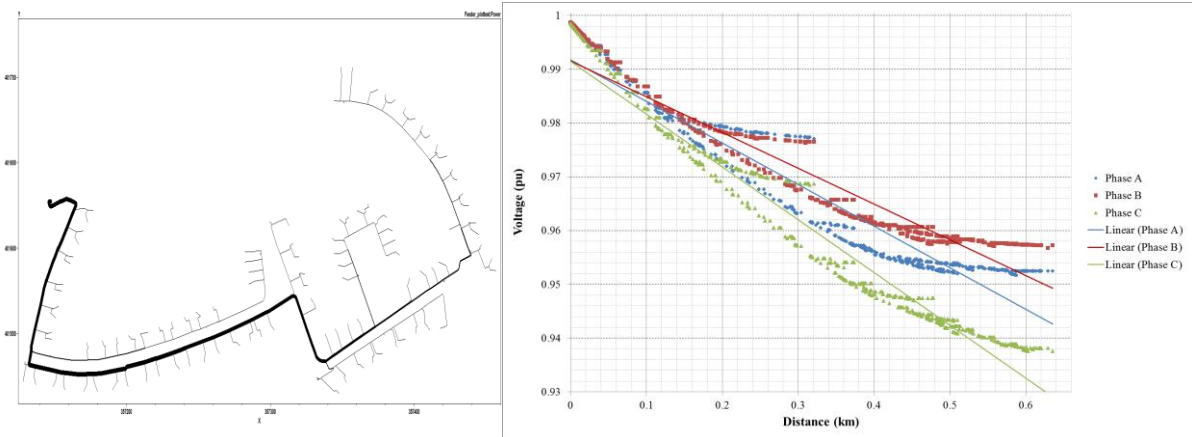 Y
Feeder_plotted.Power
X
1
0.99
0.98
0.97
0.96
0.95
0.94
0.93
0
0.1
0.2
0.3
0.4
0.5
0.6
Voltage (pu)
Distance (km)
Phase A
Phase B
Phase C
Linear (Phase A)
Linear (Phase B)
Linear (Phase C)